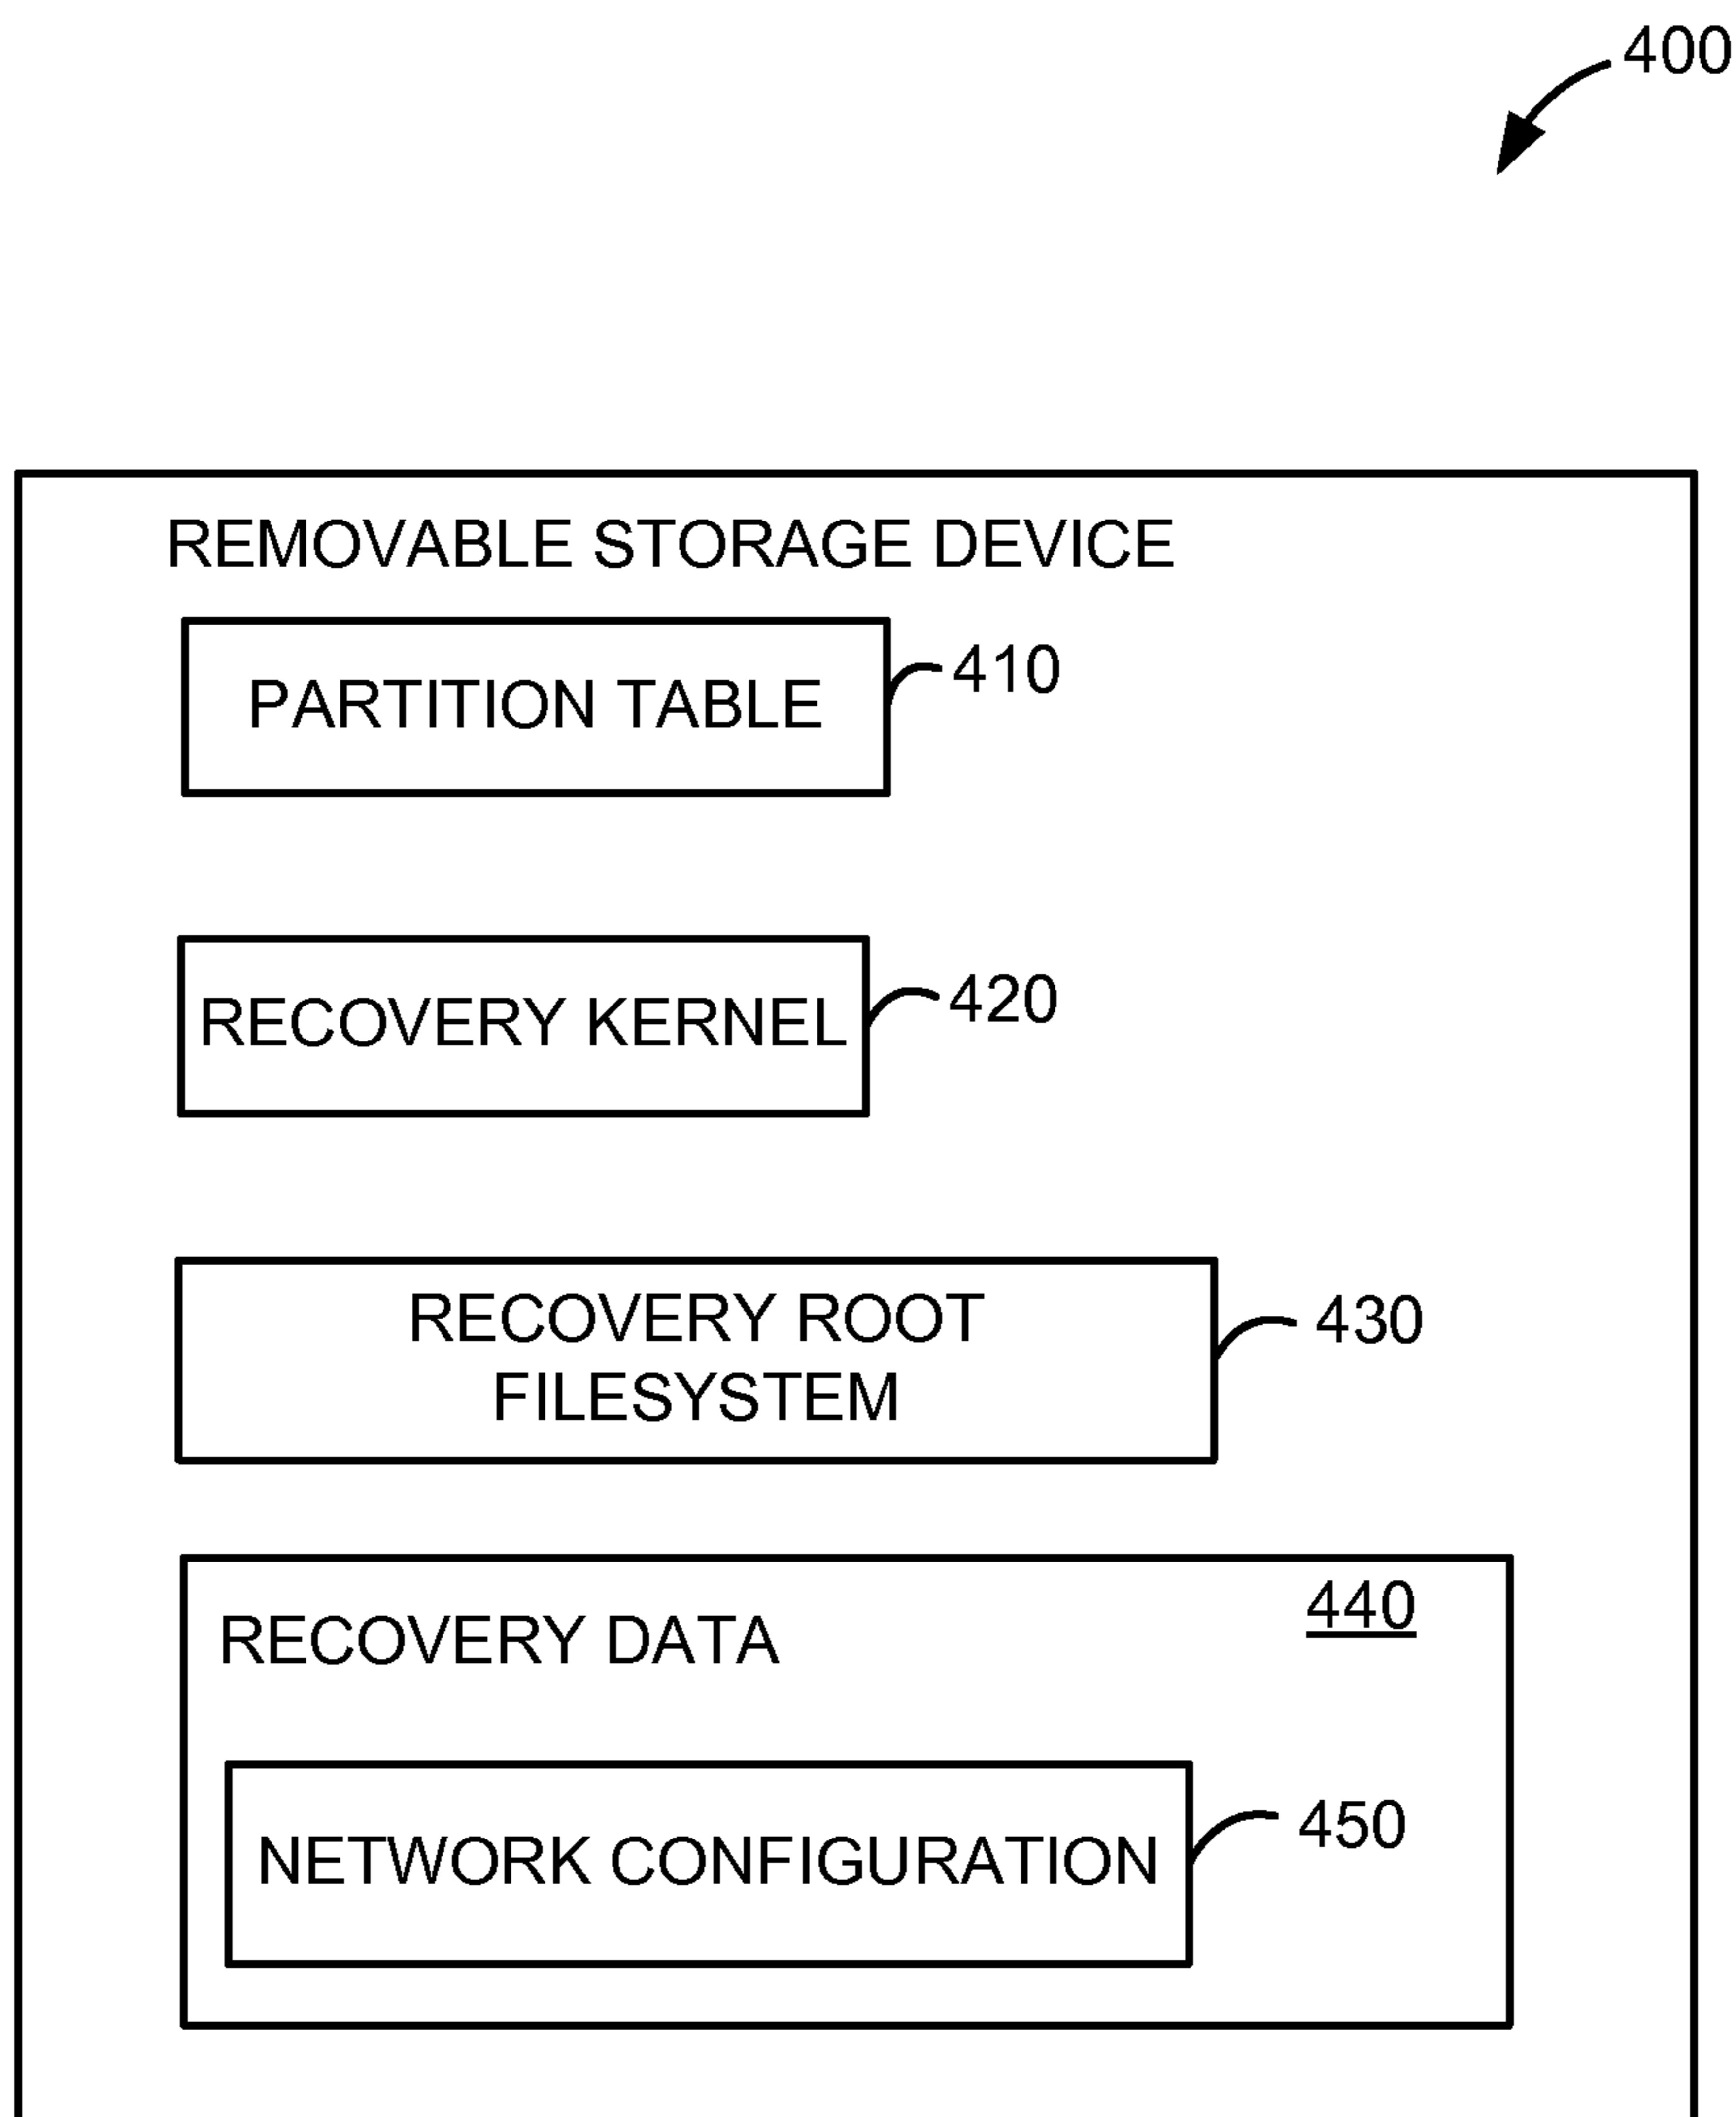 400
REMOVABLE STORAGE DEVICE
PARTITION TABLE
410
RECOVERY KERNEL
420
RECOVERY ROOT
FILESYSTEM
430
440
RECOVERY DATA
NETWORK CONFIGURATION
450